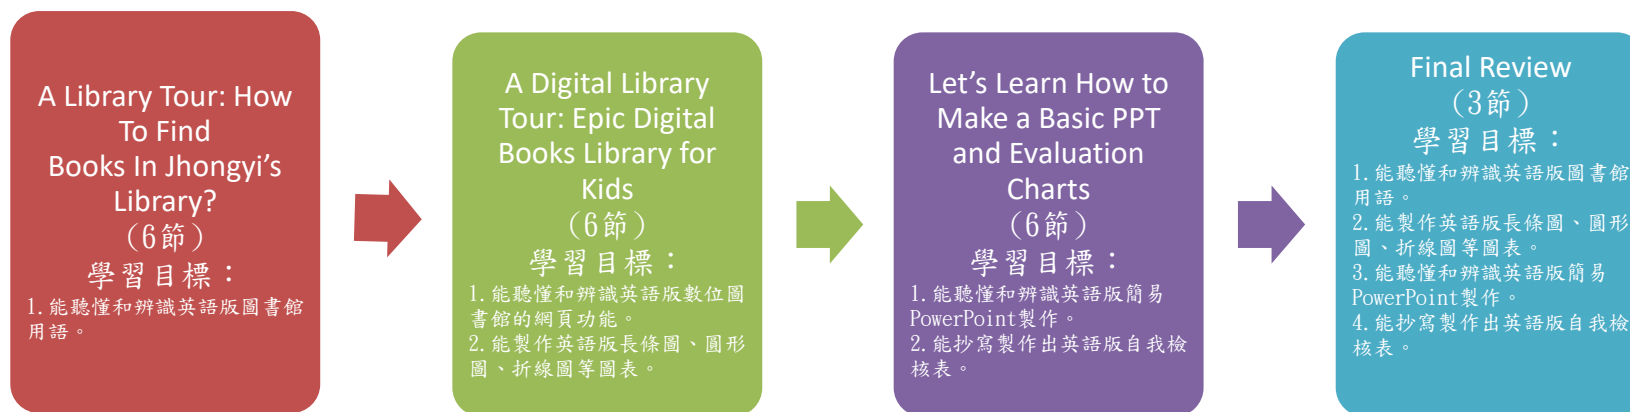 A Library Tour: How
To Find
Books In Jhongyi’s
Library?
（6節）
學習目標：
1.能聽懂和辨識英語版圖書館
用語。
A Digital Library
Tour: Epic Digital
Books Library for
Kids
（6節）
學習目標：
1.能聽懂和辨識英語版數位圖
書館的網頁功能。
2.能製作英語版長條圖、圓形
圖、折線圖等圖表。
Let’s Learn How to
Make a Basic PPT
and Evaluation
Charts
（6節）
學習目標：
1.能聽懂和辨識英語版簡易
PowerPoint製作。
2.能抄寫製作出英語版自我檢
核表。
Final Review
（3節）
學習目標：
1.能聽懂和辨識英語版圖書館
用語。
2.能製作英語版長條圖、圓形
圖、折線圖等圖表。
3.能聽懂和辨識英語版簡易
PowerPoint製作。
4.能抄寫製作出英語版自我檢
核表。